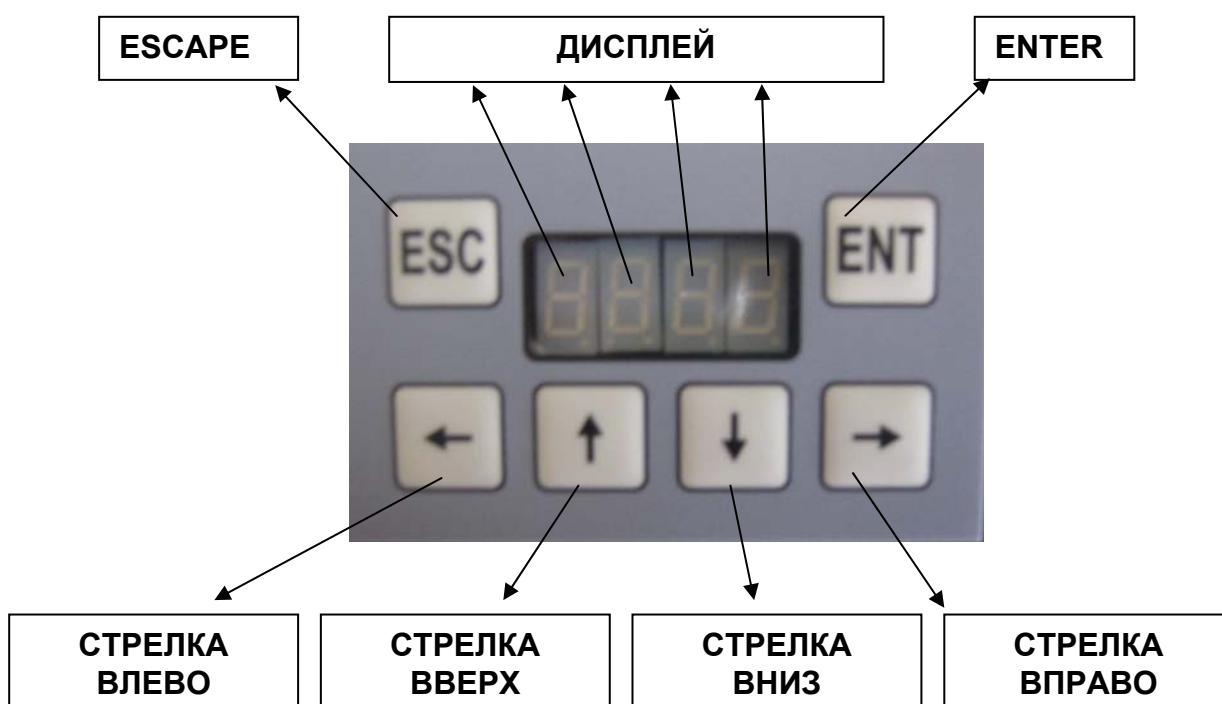 ESCAPE
ДИСПЛЕЙ
ENTER
ESC
ENT
СТРЕЛКА
ВЛЕВО
СТРЕЛКА
ВВЕРХ
СТРЕЛКА
ВНИЗ
СТРЕЛКА
ВПРАВО